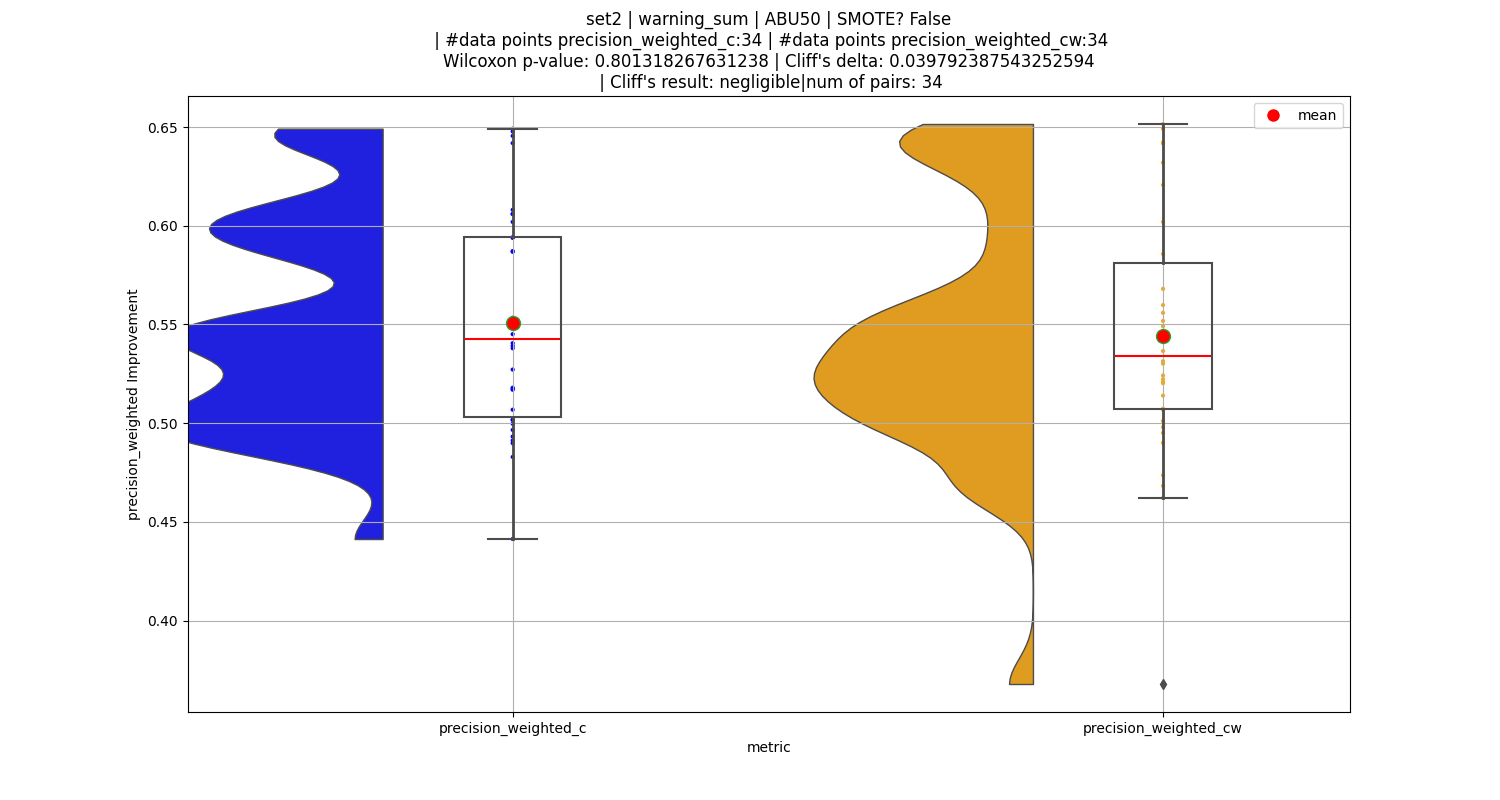 set2 | warning_sum | ABU50 | SMOTE? False
| #data points precision_weighted_c:34 | #data points precision_weighted_cw:34
Wilcoxon p-value: 0.801318267631238 | Cliff's delta: 0.039792387543252594
| Cliff's result: negligible|num of pairs: 34
mean
0.65
0.60
0.55
0.50
0.45
0.40
precision_weighted Improvement
precision_weighted_c
precision_weighted_cw
metric